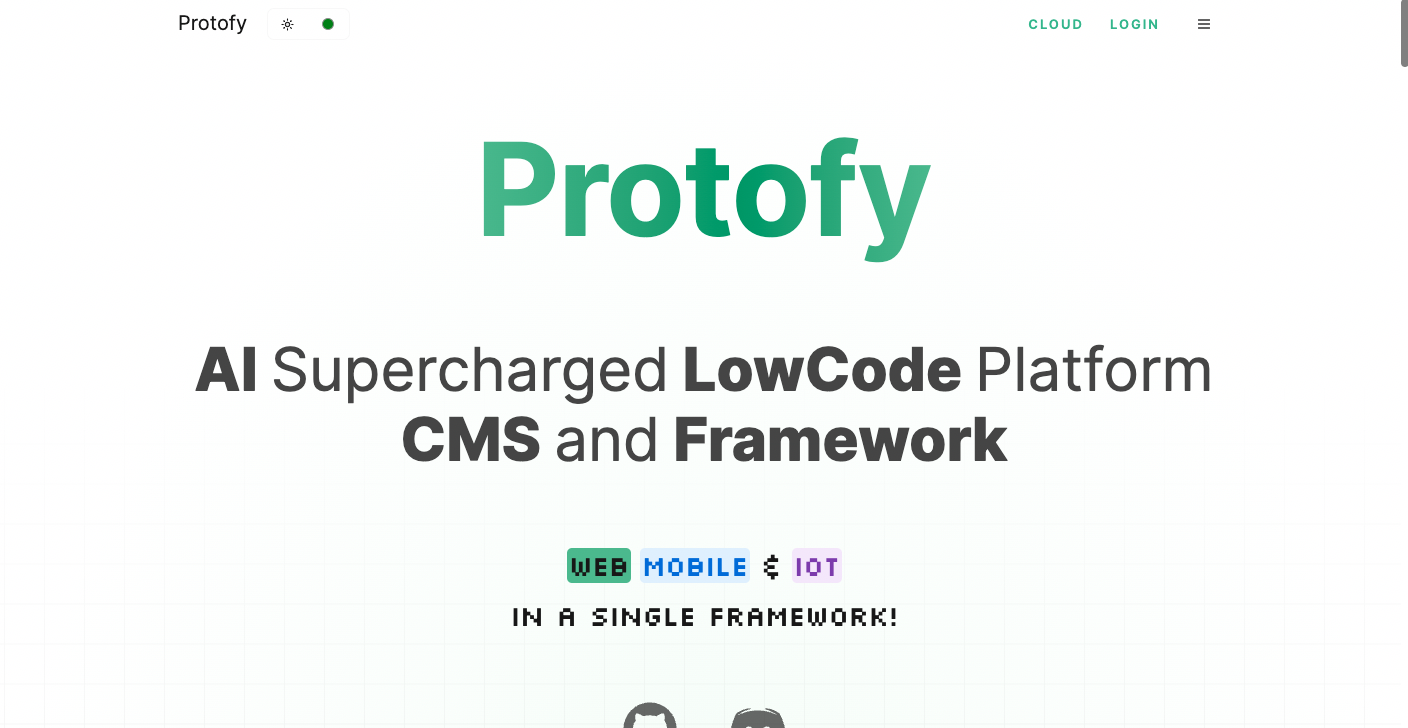 Protofy
CLOUD LOGIN
Protofy
AI Supercharged LowCode Platform
CMS and Framework
WEB MOBILE & IOT
IN A SINGLE FRAMEWORK!